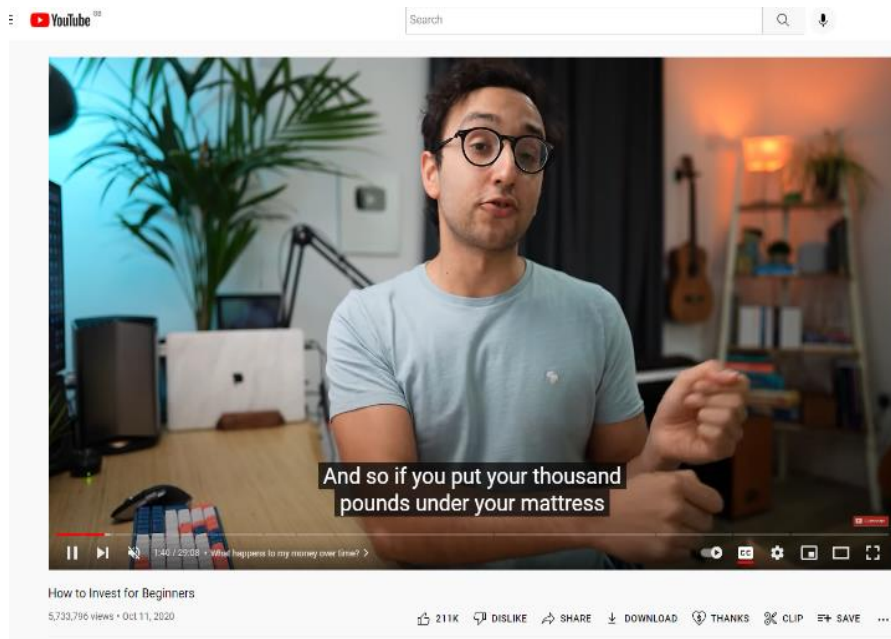 YouTube GB
Search
And so if you put your thousand
pounds under your mattress
1:40 / 29:08 • What happens to my money over time? >
CC
How to Invest for Beginners
5,733,796 views • Oct 11, 2020
211K DISLIKE SHARE DOWNLOAD THANKS CLIP SAVE ...